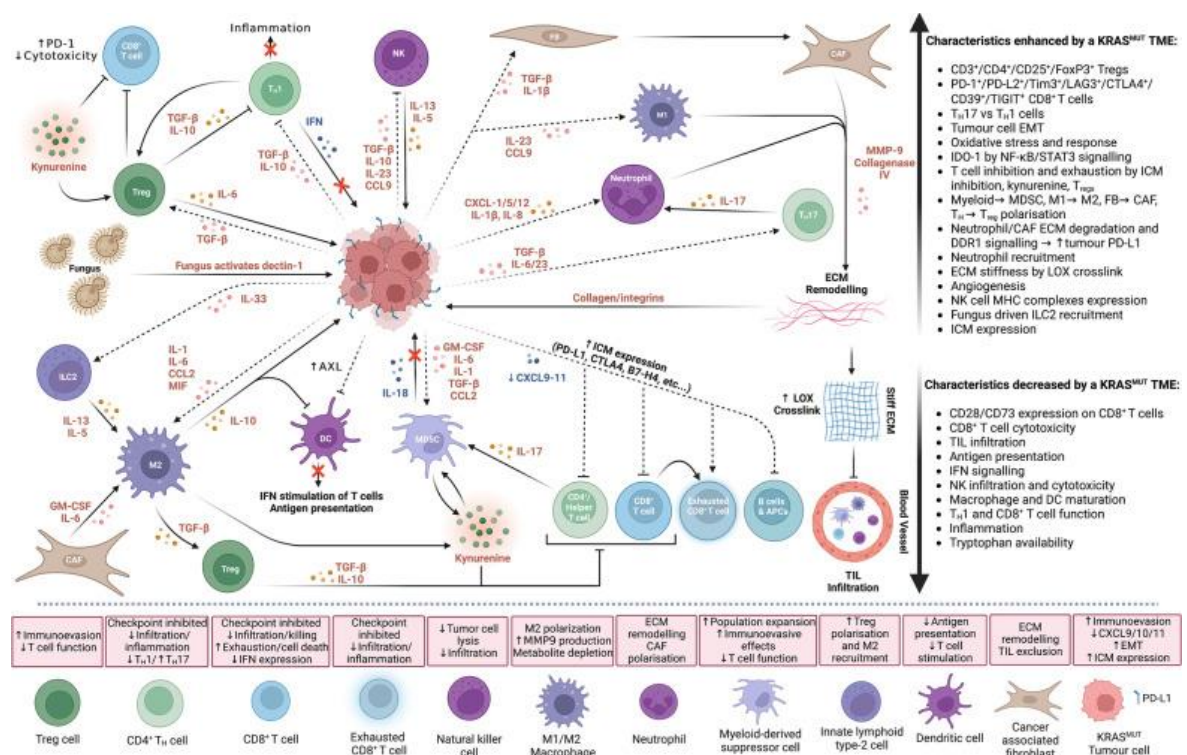 Inflammation
↑PD-1
↓Cytotoxicity
CD8⁺
T cell
TH1
NK
FB
CAF
Kynurenine
TGF-β
IL-10
IFN
TGF-β
IL-10
IL-13
IL-5
TGF-β
IL-10
IL-23
CCL9
TGF-β
IL-1β
IL-23
CCL9
M1
Treg
IL-6
TGF-β
CXCL-1/5/12
IL-1β, IL-8
Neutrophil
IL-17
TH17
MMP-9
Collagenase
IV
TGF-β
IL-6/23
Fungus
Fungus activates dectin-1
IL-33
Collagen/integrins
ECM
Remodelling
ILC2
IL-1
IL-6
CCL2
MIF
IL-13
IL-5
IL-10
M2
↑AXL
DC
IFN stimulation of T cells
Antigen presentation
IL-18
GM-CSF
IL-6
IL-1
TGF-β
CCL2
MDSC
↑ICM expression
(PD-L1, CTLA4, B7-H4, etc...)
↓CXCL9-11
IL-17
CD4⁺/
Helper
T cell
CD8⁺
T cell
Exhausted
CD8⁺ T cell
B cells
& APCs
↑ LOX
Crosslink
Stiff ECM
Blood Vessel
TIL
Infiltration
GM-CSF
IL-6
CAF
TGF-β
Treg
TGF-β
IL-10
Kynurenine
Characteristics enhanced by a KRASᴹᵁᵀ TME:
• CD3⁺/CD4⁺/CD25⁺/FoxP3⁺ Tregs
• PD-1⁺/PD-L2⁺/Tim3⁺/LAG3⁺/CTLA4⁺/
CD39⁺/TIGIT⁺ CD8⁺ T cells
• TH17 vs TH1 cells
• Tumour cell EMT
• Oxidative stress and response
• IDO-1 by NF-κB/STAT3 signalling
• T cell inhibition and exhaustion by ICM
inhibition, kynurenine, Tregs
• Myeloid→ MDSC, M1→ M2, FB→ CAF,
TH→ Treg polarisation
• Neutrophil/CAF ECM degradation and
DDR1 signalling → ↑tumour PD-L1
• Neutrophil recruitment
• ECM stiffness by LOX crosslink
• Angiogenesis
• NK cell MHC complexes expression
• Fungus driven ILC2 recruitment
• ICM expression
Characteristics decreased by a KRASᴹᵁᵀ TME:
• CD28/CD73 expression on CD8⁺ T cells
• CD8⁺ T cell cytotoxicity
• TIL infiltration
• Antigen presentation
• IFN signalling
• NK infiltration and cytotoxicity
• Macrophage and DC maturation
• TH1 and CD8⁺ T cell function
• Inflammation
• Tryptophan availability
↑Immunoevasion
↓T cell function
Checkpoint inhibited
↓Infiltration/
inflammation
↓TH1/↑TH17
Checkpoint inhibited
↓Infiltration/killing
↑Exhaustion/cell death
↓IFN expression
Checkpoint
inhibited
↓Infiltration/
inflammation
↓Tumor cell
lysis
↓Infiltration
M2 polarization
↑MMP9 production
Metabolite depletion
ECM
remodelling
CAF
polarisation
↑Population expansion
↑Immunoevasive
effects
↓T cell function
↑Treg
polarisation
and M2
recruitment
↓Antigen
presentation
↓T cell
stimulation
ECM
remodelling
TIL exclusion
↑Immunoevasion
↓CXCL9/10/11
↑EMT
↑ICM expression
PD-L1
Treg cell
CD4⁺ TH cell
CD8⁺ T cell
Exhausted
CD8⁺ T cell
Natural killer
cell
M1/M2
Macrophage
Neutrophil
Myeloid-derived
suppressor cell
Innate lymphoid
type-2 cell
Dendritic cell
Cancer
associated
fibroblast
KRASᴹᵁᵀ
Tumour cell